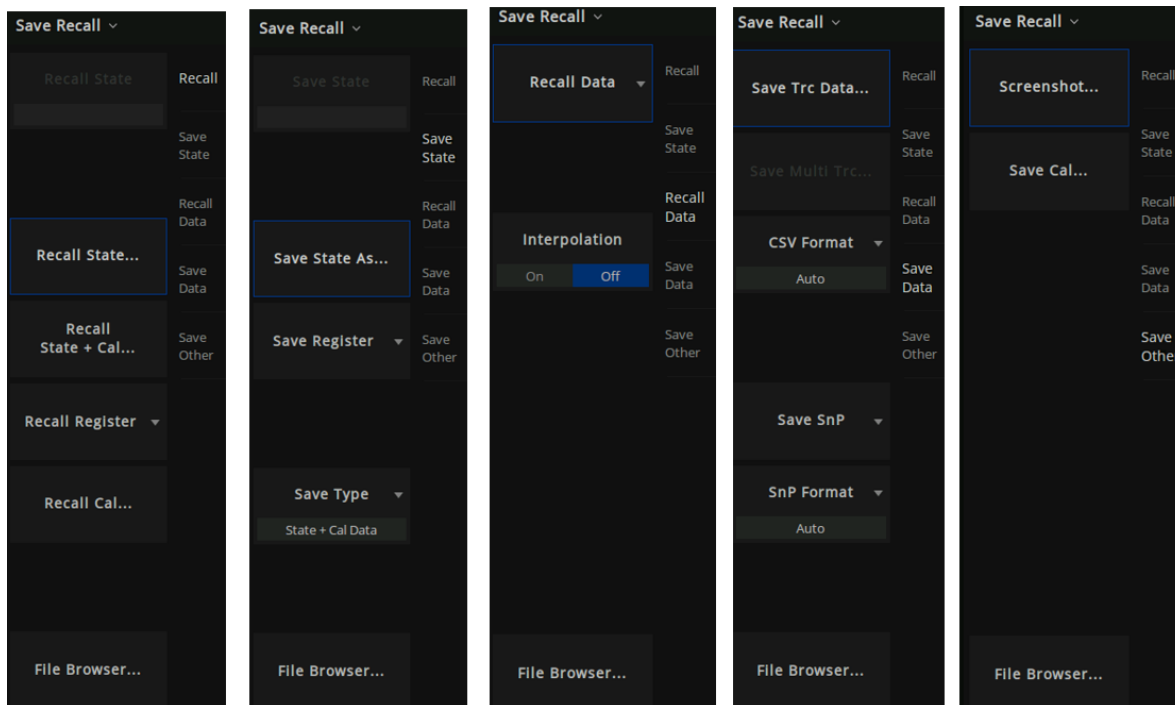 Save Recall
Recall State
Recall
Save
State
Recall
Data
Recall State...
Save
Data
Recall
State + Cal...
Save
Other
Recall Register
Recall Cal...
File Browser...
Save Recall
Save State
Recall
Save
State
Recall
Data
Save State As...
Save
Data
Save Register
Save
Other
Save Type
State + Cal Data
File Browser...
Save Recall
Recall Data
Recall
Save
State
Recall
Data
Interpolation
On Off
Save
Data
Save
Other
File Browser...
Save Recall
Save Trc Data...
Recall
Save
State
Save Multi Trc...
Recall
Data
CSV Format
Auto
Save
Data
Save
Other
Save SnP
SnP Format
Auto
File Browser...
Save Recall
Screenshot...
Recall
Save
State
Save Cal...
Recall
Data
Save
Data
Save
Othe
File Browser...